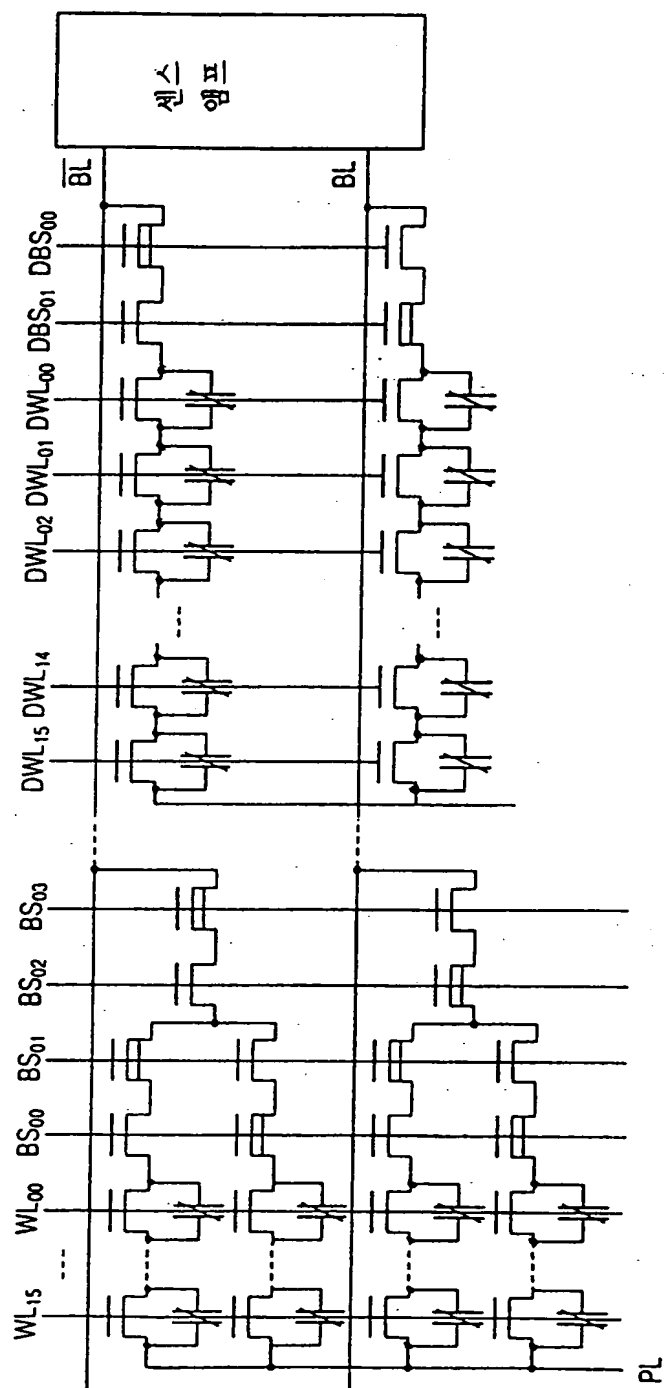 WL₁₅
WL₀₀
BS₀₀
BS₀₁
BS₀₂
BS₀₃
DWL₁₅
DWL₁₄
DWL₀₂
DWL₀₁
DWL₀₀
DBS₀₁
DBS₀₀
B̅L̅
BL
센스
앰프
PL